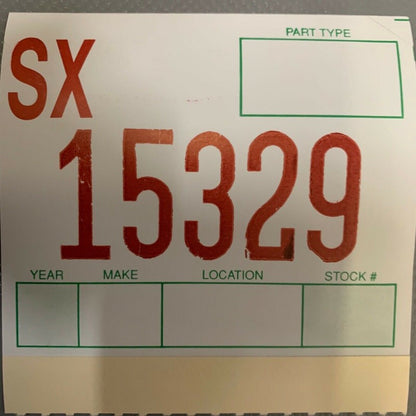 SX
PART TYPE
15329
YEAR MAKE LOCATION STOCK #